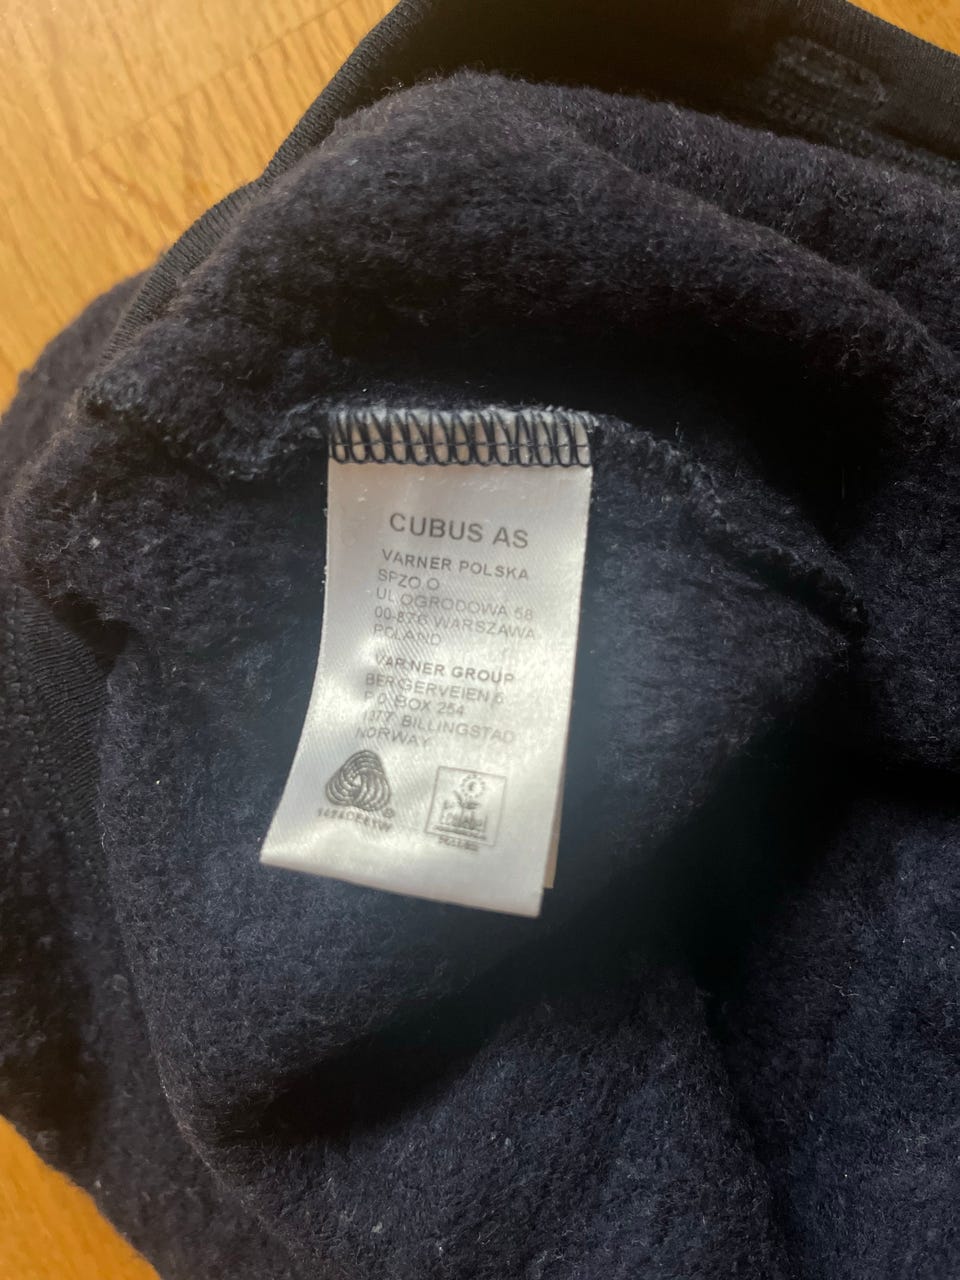 CUBUS AS
VARNER POLSKA
SPZO.O
UL.OGRODOWA 58
00-876 WARSZAWA
POLAND
VARNER GROUP
BERGERVEIEN 6
P.O. BOX 254
1377 BILLINGSTAD
NORWAY